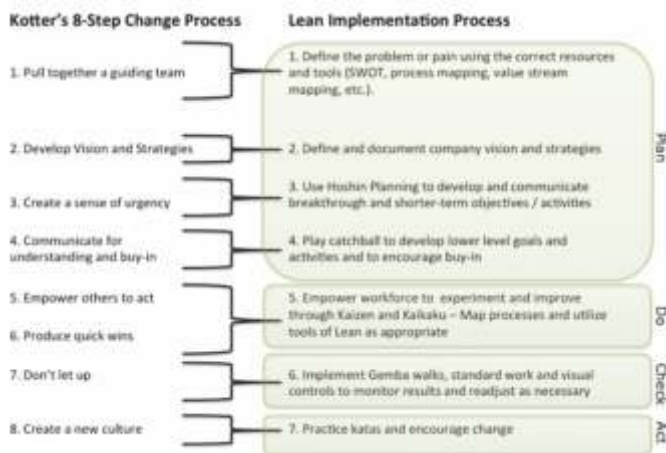 Kotter's 8-Step Change Process
Lean Implementation Process
1. Pull together a guiding team
1. Define the problem or pain using the correct resources
and tools (SWOT, process mapping, value stream
mapping, etc.).
2. Develop Vision and Strategies
2. Define and document company vision and strategies
3. Create a sense of urgency
3. Use Hoshin Planning to develop and communicate
breakthrough and shorter-term objectives / activities
4. Communicate for
understanding and buy-in
4. Play catchball to develop lower level goals and
activities and to encourage buy-in
Plan
5. Empower others to act
6. Produce quick wins
5. Empower workforce to experiment and improve
through Kaizen and Kaikaku – Map processes and utilize
tools of Lean as appropriate
Do
7. Don't let up
6. Implement Gemba walks, standard work and visual
controls to monitor results and readjust as necessary
Check
8. Create a new culture
7. Practice katas and encourage change
Act